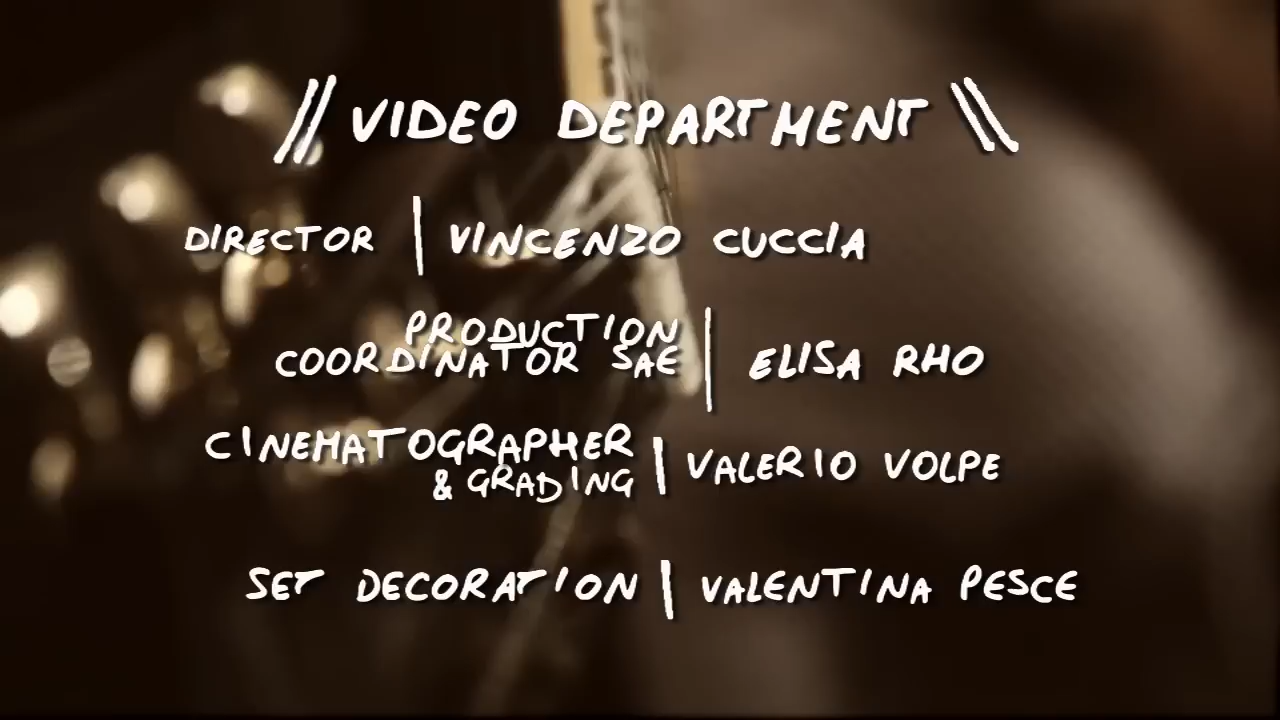 // VIDEO DEPARTMENT \\
DIRECTOR | VINCENZO CUCCIA
PRODUCTION
COORDINATOR SAE | ELISA RHO
CINEMATOGRAPHER
& GRADING | VALERIO VOLPE
SET DECORATION | VALENTINA PESCE